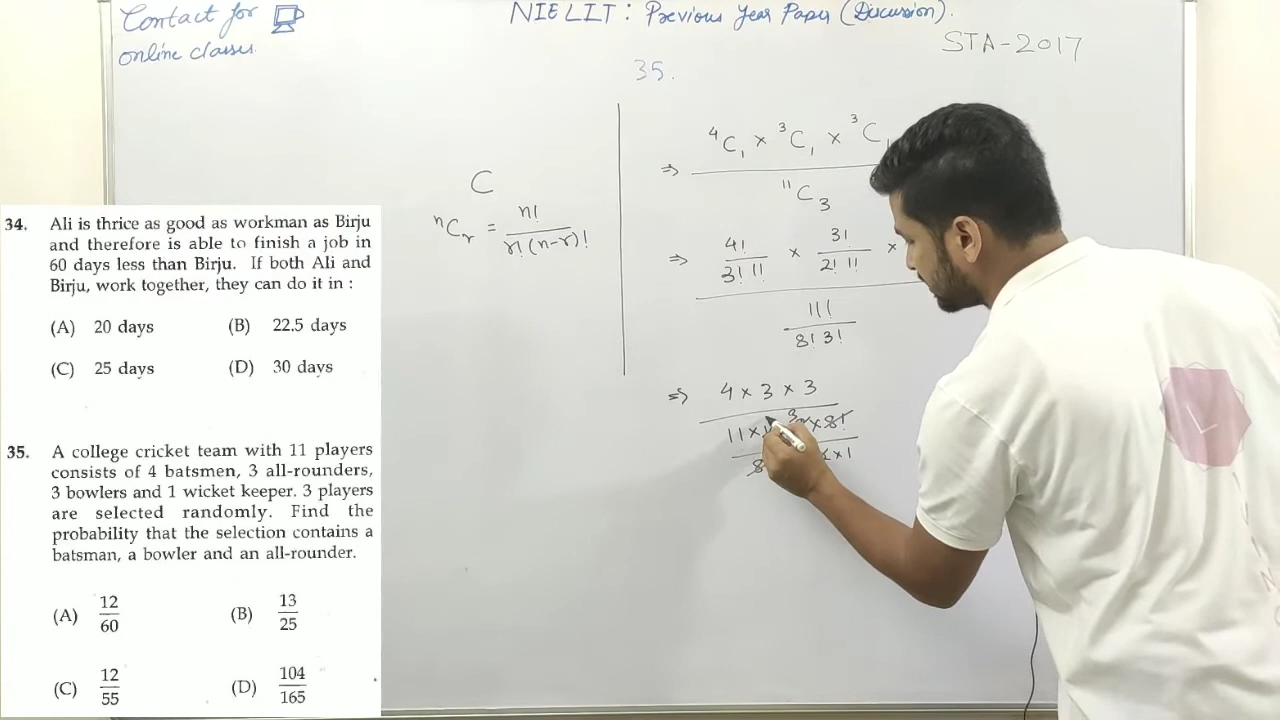 Contact for
online classes.
NIELIT : Previous Year Paper (Discussion).
STA-2017
35.
34. Ali is thrice as good as workman as Birju
and therefore is able to finish a job in
60 days less than Birju. If both Ali and
Birju, work together, they can do it in :
(A) 20 days (B) 22.5 days
(C) 25 days (D) 30 days
35. A college cricket team with 11 players
consists of 4 batsmen, 3 all-rounders,
3 bowlers and 1 wicket keeper. 3 players
are selected randomly. Find the
probability that the selection contains a
batsman, a bowler and an all-rounder.
(A) 12/60 (B) 13/25
(C) 12/55 (D) 104/165
C
ⁿCᵣ = n!/r!(n-r)!
⇒ ⁴C₁ × ³C₁ × ³C₁
¹¹C₃
⇒ 4!/3! 1! × 3!/2! 1! ×
11!/8! 3!
⇒ 4 × 3 × 3
11 ×
× 8!
8
× 1